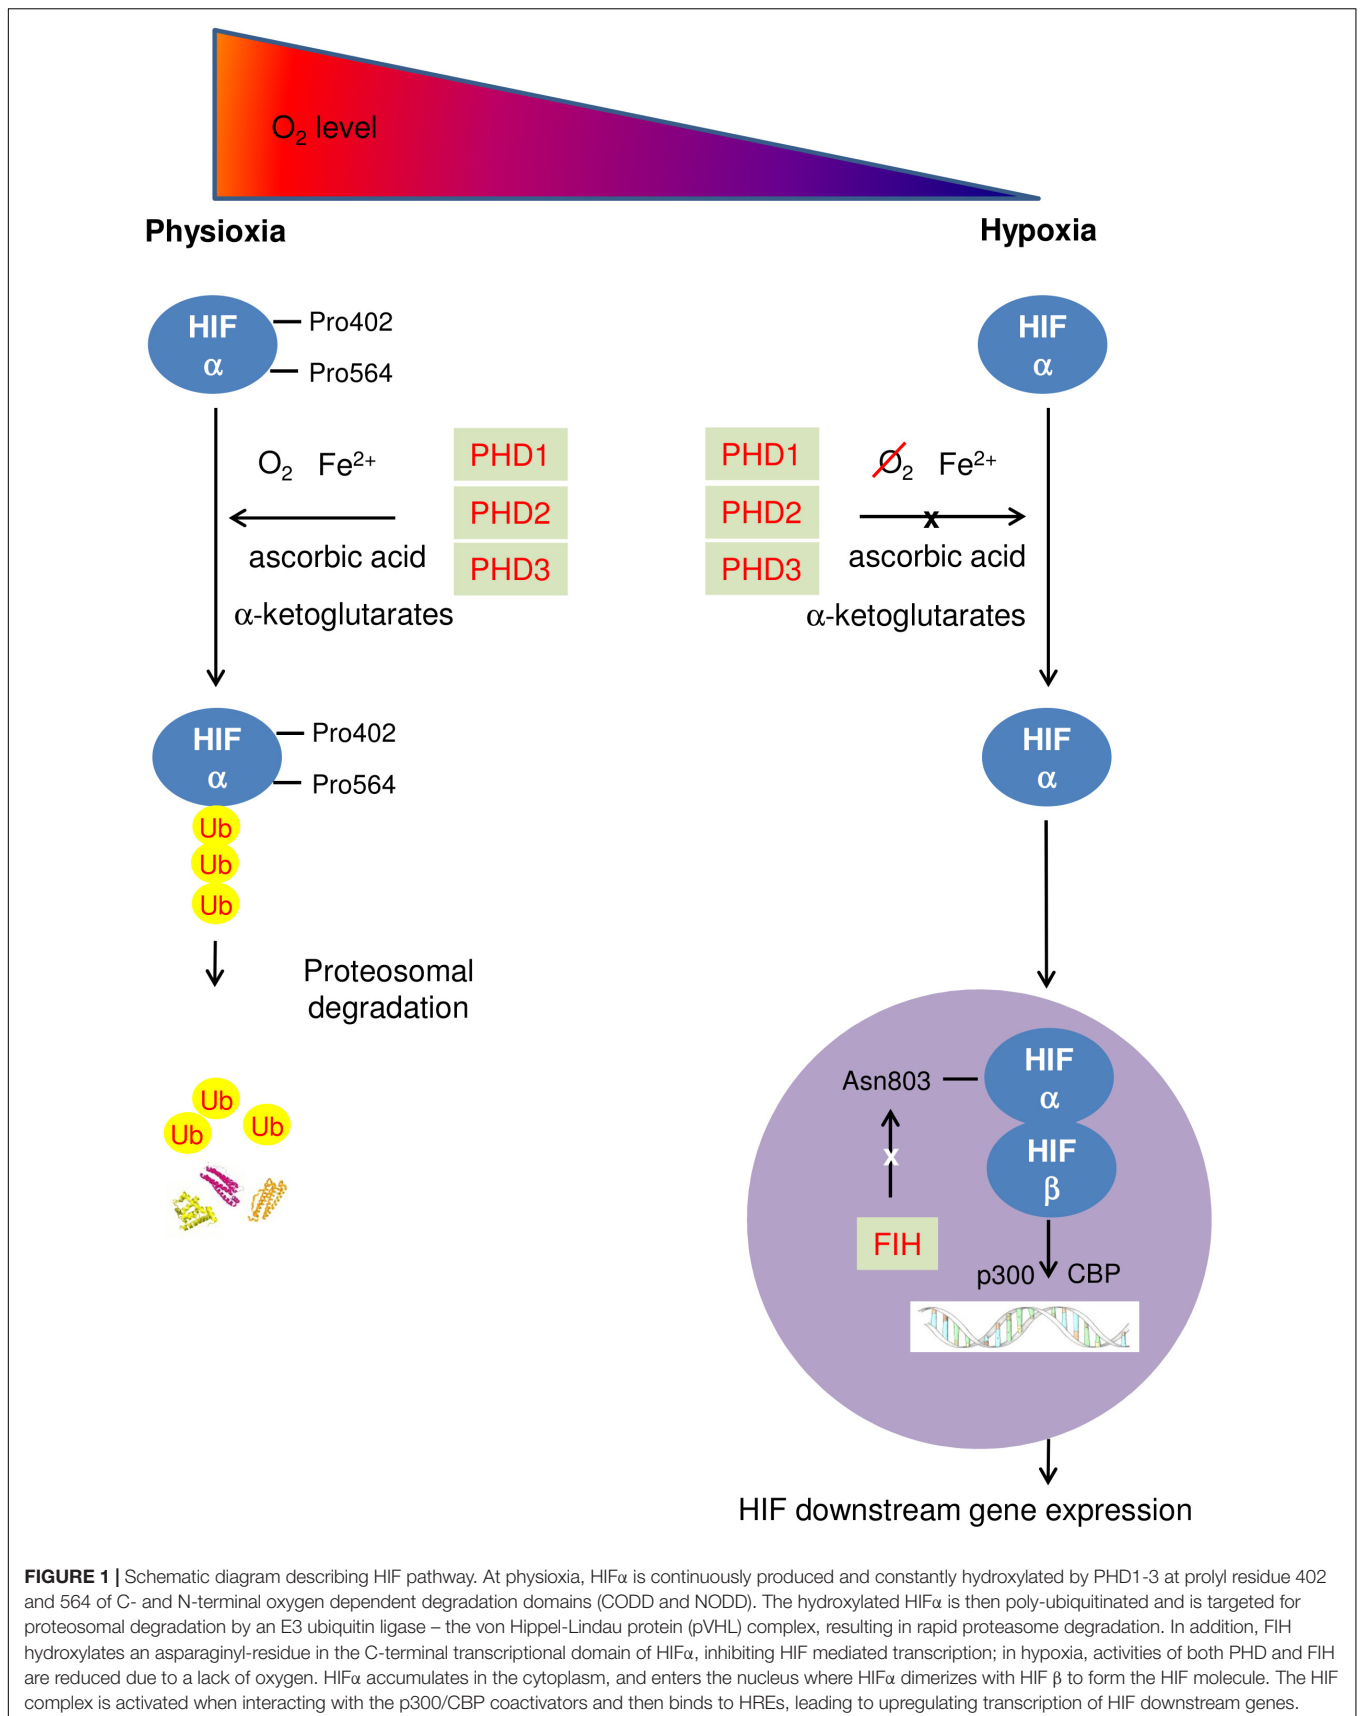 O₂ level
Physioxia
Hypoxia
HIF
α
Pro402
Pro564
HIF
α
O₂ Fe²⁺
ascorbic acid
α-ketoglutarates
PHD1
PHD2
PHD3
PHD1
PHD2
PHD3
O₂ Fe²⁺
x
ascorbic acid
α-ketoglutarates
HIF
α
Pro402
Pro564
Ub
Ub
Ub
HIF
α
Proteosomal
degradation
Ub
Ub
Ub
HIF
α
Asn803
HIF
β
x
FIH
p300 CBP
HIF downstream gene expression
FIGURE 1 | Schematic diagram describing HIF pathway. At physioxia, HIFα is continuously produced and constantly hydroxylated by PHD1-3 at prolyl residue 402
and 564 of C- and N-terminal oxygen dependent degradation domains (CODD and NODD). The hydroxylated HIFα is then poly-ubiquitinated and is targeted for
proteosomal degradation by an E3 ubiquitin ligase – the von Hippel-Lindau protein (pVHL) complex, resulting in rapid proteasome degradation. In addition, FIH
hydroxylates an asparaginyl-residue in the C-terminal transcriptional domain of HIFα, inhibiting HIF mediated transcription; in hypoxia, activities of both PHD and FIH
are reduced due to a lack of oxygen. HIFα accumulates in the cytoplasm, and enters the nucleus where HIFα dimerizes with HIF β to form the HIF molecule. The HIF
complex is activated when interacting with the p300/CBP coactivators and then binds to HREs, leading to upregulating transcription of HIF downstream genes.